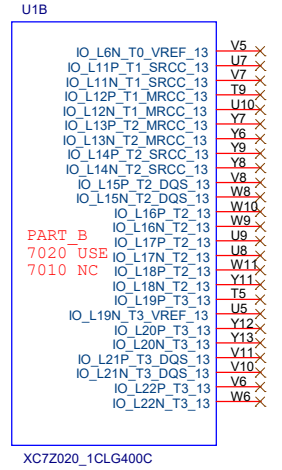 U1B
IO_L6N_T0_VREF_13 V5
IO_L11P_T1_SRCC_13 U7
IO_L11N_T1_SRCC_13 V7
IO_L12P_T1_MRCC_13 T9
IO_L12N_T1_MRCC_13 U10
IO_L13P_T2_MRCC_13 Y7
IO_L13N_T2_MRCC_13 Y6
IO_L14P_T2_SRCC_13 Y9
IO_L14N_T2_SRCC_13 Y8
IO_L15P_T2_DQS_13 V8
IO_L15N_T2_DQS_13 W8
IO_L16P_T2_13 W10
IO_L16N_T2_13 W9
PART_B IO_L17P_T2_13 U9
7020 USE IO_L17N_T2_13 U8
7010 NC IO_L18P_T2_13 W11
IO_L18N_T2_13 Y11
IO_L19P_T3_13 T5
IO_L19N_T3_VREF_13 U5
IO_L20P_T3_13 Y12
IO_L20N_T3_13 Y13
IO_L21P_T3_DQS_13 V11
IO_L21N_T3_DQS_13 V10
IO_L22P_T3_13 V6
IO_L22N_T3_13 W6
XC7Z020_1CLG400C